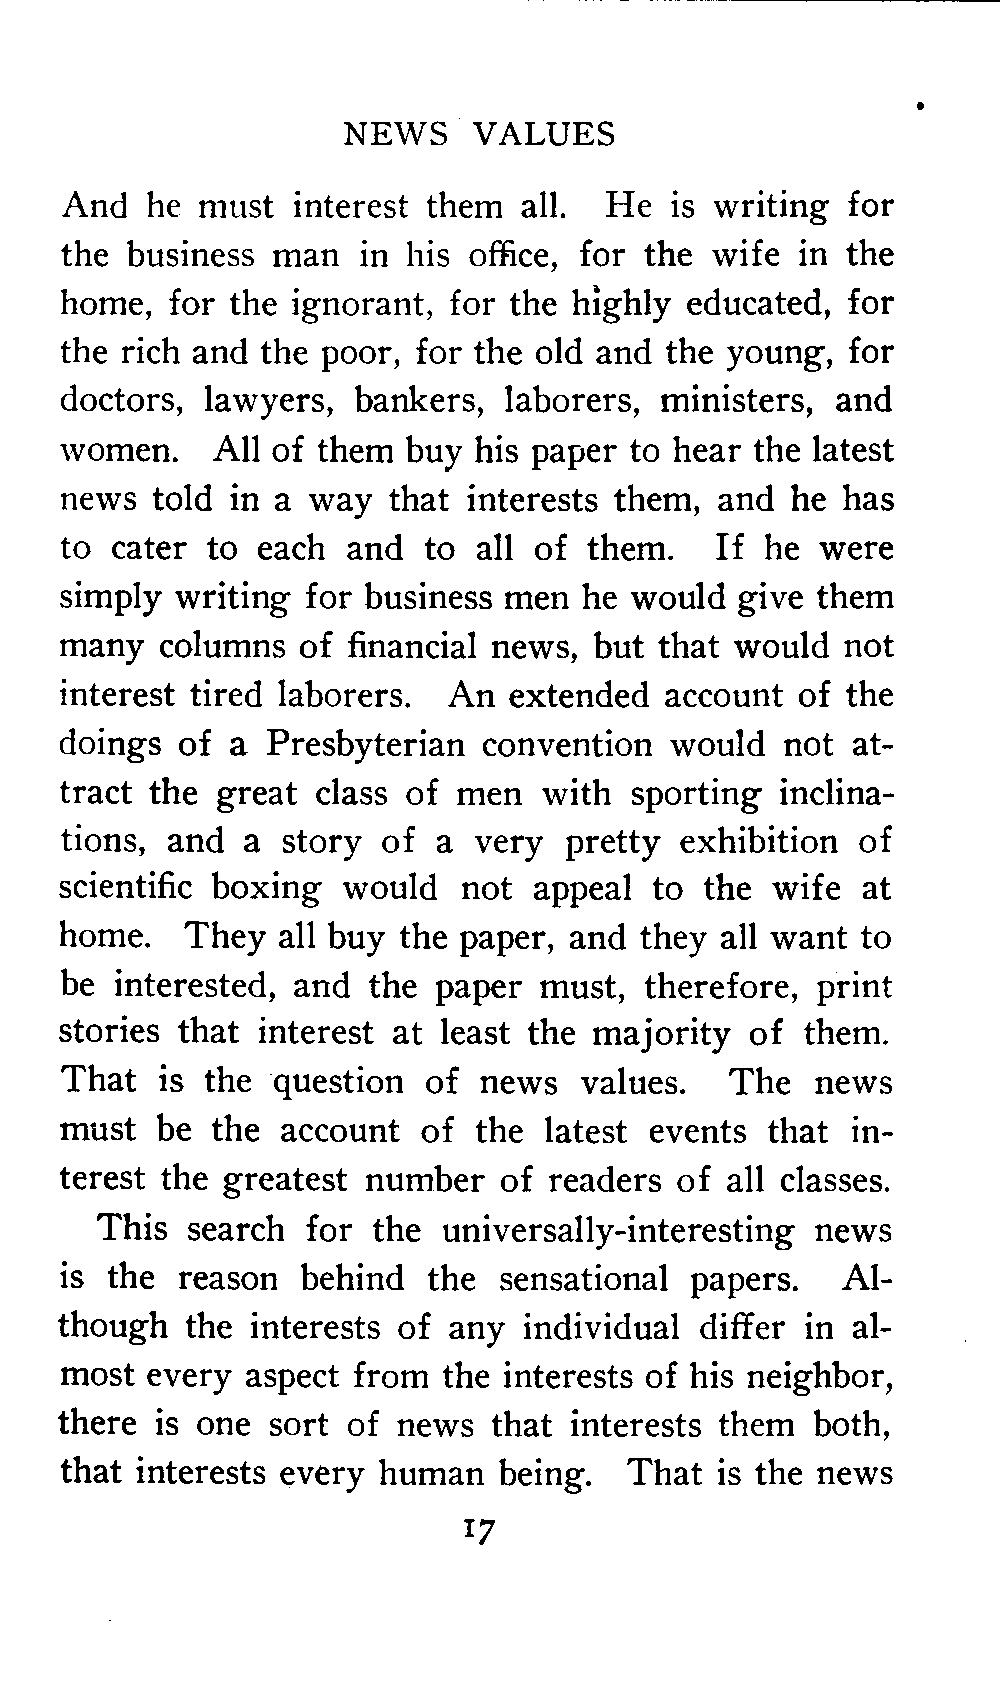 NEWS VALUES
And he must interest them all. He is writing for
the business man in his office, for the wife in the
home, for the ignorant, for the highly educated, for
the rich and the poor, for the old and the young, for
doctors, lawyers, bankers, laborers, ministers, and
women. All of them buy his paper to hear the latest
news told in a way that interests them, and he has
to cater to each and to all of them. If he were
simply writing for business men he would give them
many columns of financial news, but that would not
interest tired laborers. An extended account of the
doings of a Presbyterian convention would not at-
tract the great class of men with sporting inclina-
tions, and a story of a very pretty exhibition of
scientific boxing would not appeal to the wife at
home. They all buy the paper, and they all want to
be interested, and the paper must, therefore, print
stories that interest at least the majority of them.
That is the question of news values. The news
must be the account of the latest events that in-
terest the greatest number of readers of all classes.
This search for the universally-interesting news
is the reason behind the sensational papers. Al-
though the interests of any individual differ in al-
most every aspect from the interests of his neighbor,
there is one sort of news that interests them both,
that interests every human being. That is the news
17